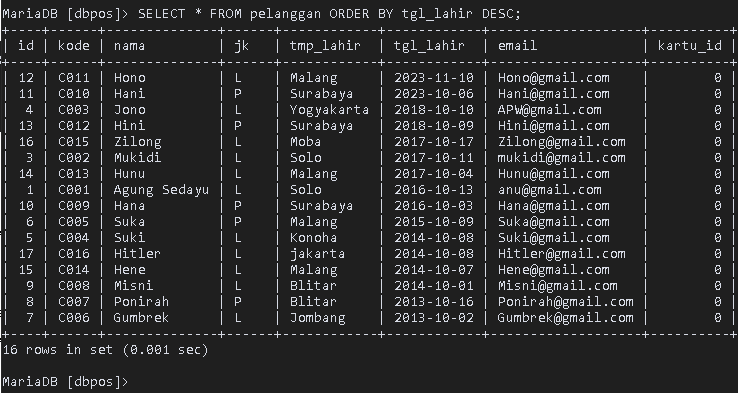 MariaDB [dbpos]> SELECT * FROM pelanggan ORDER BY tgl_lahir DESC;
+----+------+--------------+----+------------+------------+-------------------+----------+
| id | kode | nama         | jk | tmp_lahir  | tgl_lahir  | email             | kartu_id |
+----+------+--------------+----+------------+------------+-------------------+----------+
| 12 | C011 | Hono         | L  | Malang     | 2023-11-10 | Hono@gmail.com    |        0 |
| 11 | C010 | Hani         | P  | Surabaya   | 2023-10-06 | Hani@gmail.com    |        0 |
|  4 | C003 | Jono         | L  | Yogyakarta | 2018-10-10 | APW@gmail.com     |        0 |
| 13 | C012 | Hini         | P  | Surabaya   | 2018-10-09 | Hini@gmail.com    |        0 |
| 16 | C015 | Zilong       | L  | Moba       | 2017-10-17 | Zilong@gmail.com  |        0 |
|  3 | C002 | Mukidi       | L  | Solo       | 2017-10-11 | mukidi@gmail.com  |        0 |
| 14 | C013 | Hunu         | L  | Malang     | 2017-10-04 | Hunu@gmail.com    |        0 |
|  1 | C001 | Agung Sedayu | L  | Solo       | 2016-10-13 | anu@gmail.com     |        0 |
| 10 | C009 | Hana         | P  | Surabaya   | 2016-10-03 | Hana@gmail.com    |        0 |
|  6 | C005 | Suka         | P  | Malang     | 2015-10-09 | Suka@gmail.com    |        0 |
|  5 | C004 | Suki         | L  | Konoha     | 2014-10-08 | Suki@gmail.com    |        0 |
| 17 | C016 | Hitler       | L  | jakarta    | 2014-10-08 | Hitler@gmail.com  |        0 |
| 15 | C014 | Hene         | L  | Malang     | 2014-10-07 | Hene@gmail.com    |        0 |
|  9 | C008 | Misni        | L  | Blitar     | 2014-10-01 | Misni@gmail.com   |        0 |
|  8 | C007 | Ponirah      | P  | Blitar     | 2013-10-16 | Ponirah@gmail.com |        0 |
|  7 | C006 | Gumbrek      | L  | Jombang    | 2013-10-02 | Gumbrek@gmail.com |        0 |
+----+------+--------------+----+------------+------------+-------------------+----------+
16 rows in set (0.001 sec)
MariaDB [dbpos]>